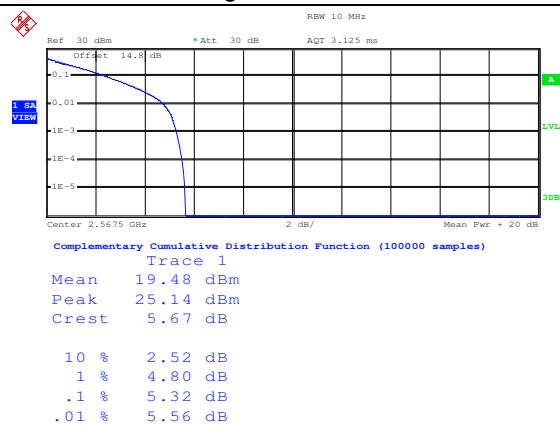 RBW 10 MHz
Ref 30 dBm * Att 30 dB AQT 3.125 ms
Offset 14.8 dB
0.1
A
0.01
1 SA
VIEW
1E-3
LVL
1E-4
1E-5
3DB
Center 2.5675 GHz 2 dB/ Mean Pwr + 20 dB
Complementary Cumulative Distribution Function (100000 samples)
Trace 1
Mean 19.48 dBm
Peak 25.14 dBm
Crest 5.67 dB
10 % 2.52 dB
1 % 4.80 dB
.1 % 5.32 dB
.01 % 5.56 dB